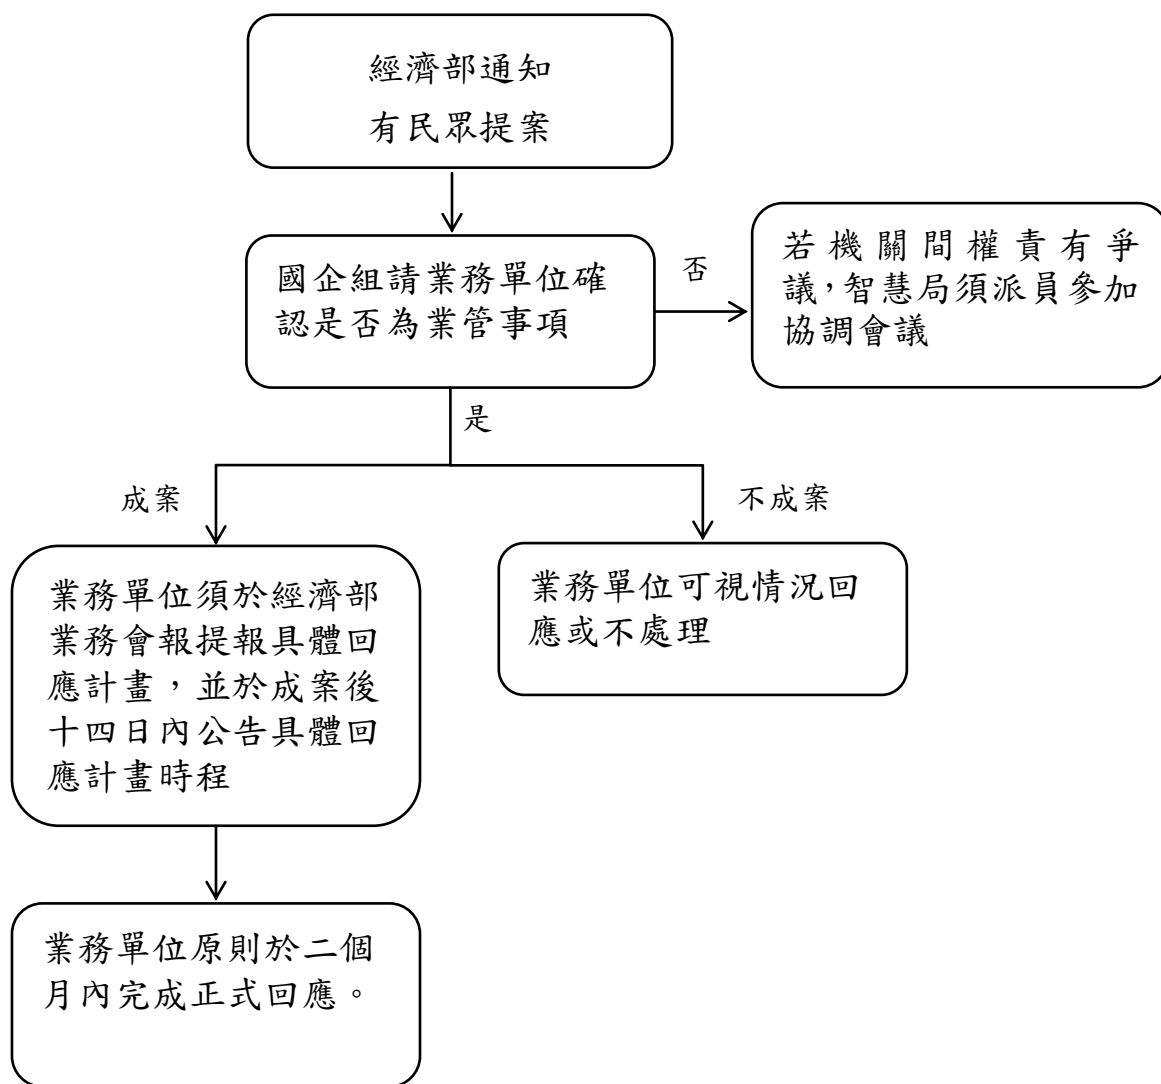 經濟部通知
有民眾提案
國企組請業務單位確
認是否為業管事項
否
若機關間權責有爭
議，智慧局須派員參加
協調會議
是
成案
不成案
業務單位須於經濟部
業務會報提報具體回
應計畫，並於成案後
十四日內公告具體回
應計畫時程
業務單位可視情況回
應或不處理
業務單位原則於二個
月內完成正式回應。